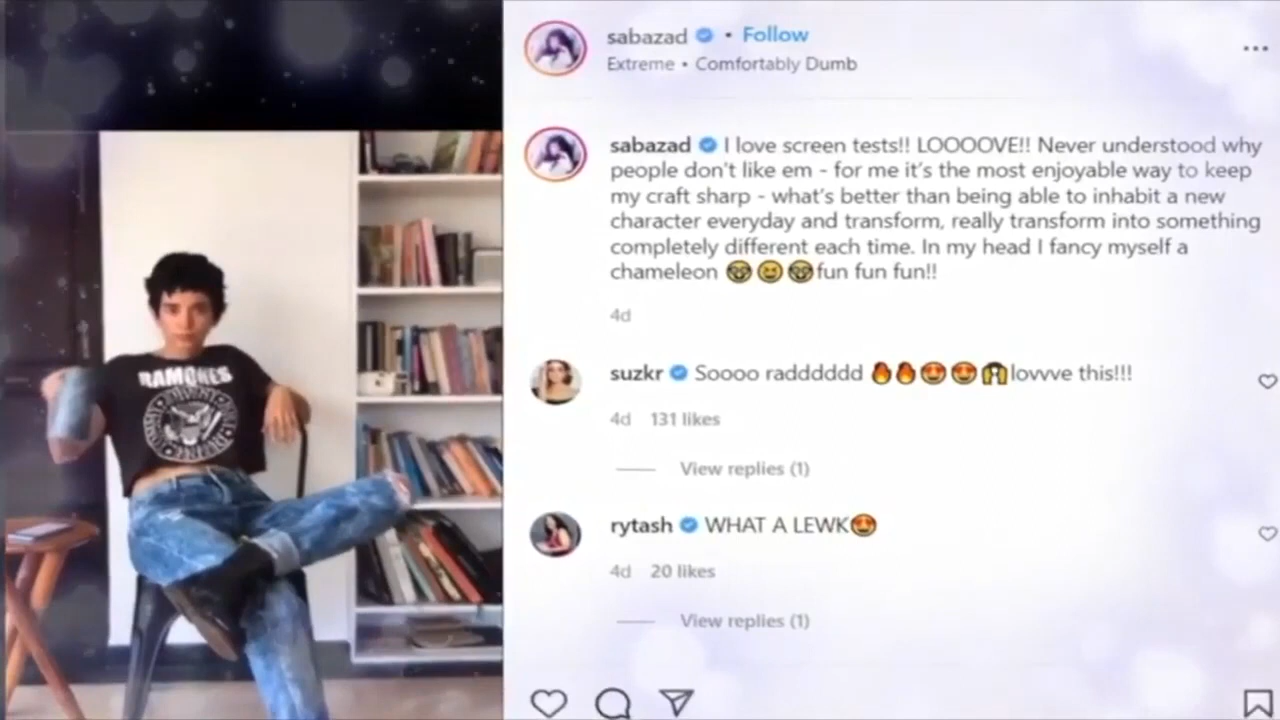 sabazad • Follow
Extreme • Comfortably Dumb
sabazad I love screen tests!! LOOOOVE!! Never understood why
people don't like em - for me it's the most enjoyable way to keep
my craft sharp - what's better than being able to inhabit a new
character everyday and transform, really transform into something
completely different each time. In my head I fancy myself a
chameleon 🤓😆🤓fun fun fun!!
4d
suzkr Soooo radddddd 🔥🔥😍😍🙌lovvve this!!!
4d 131 likes
View replies (1)
rytash WHAT A LEWK😍
4d 20 likes
View replies (1)
RAMONES